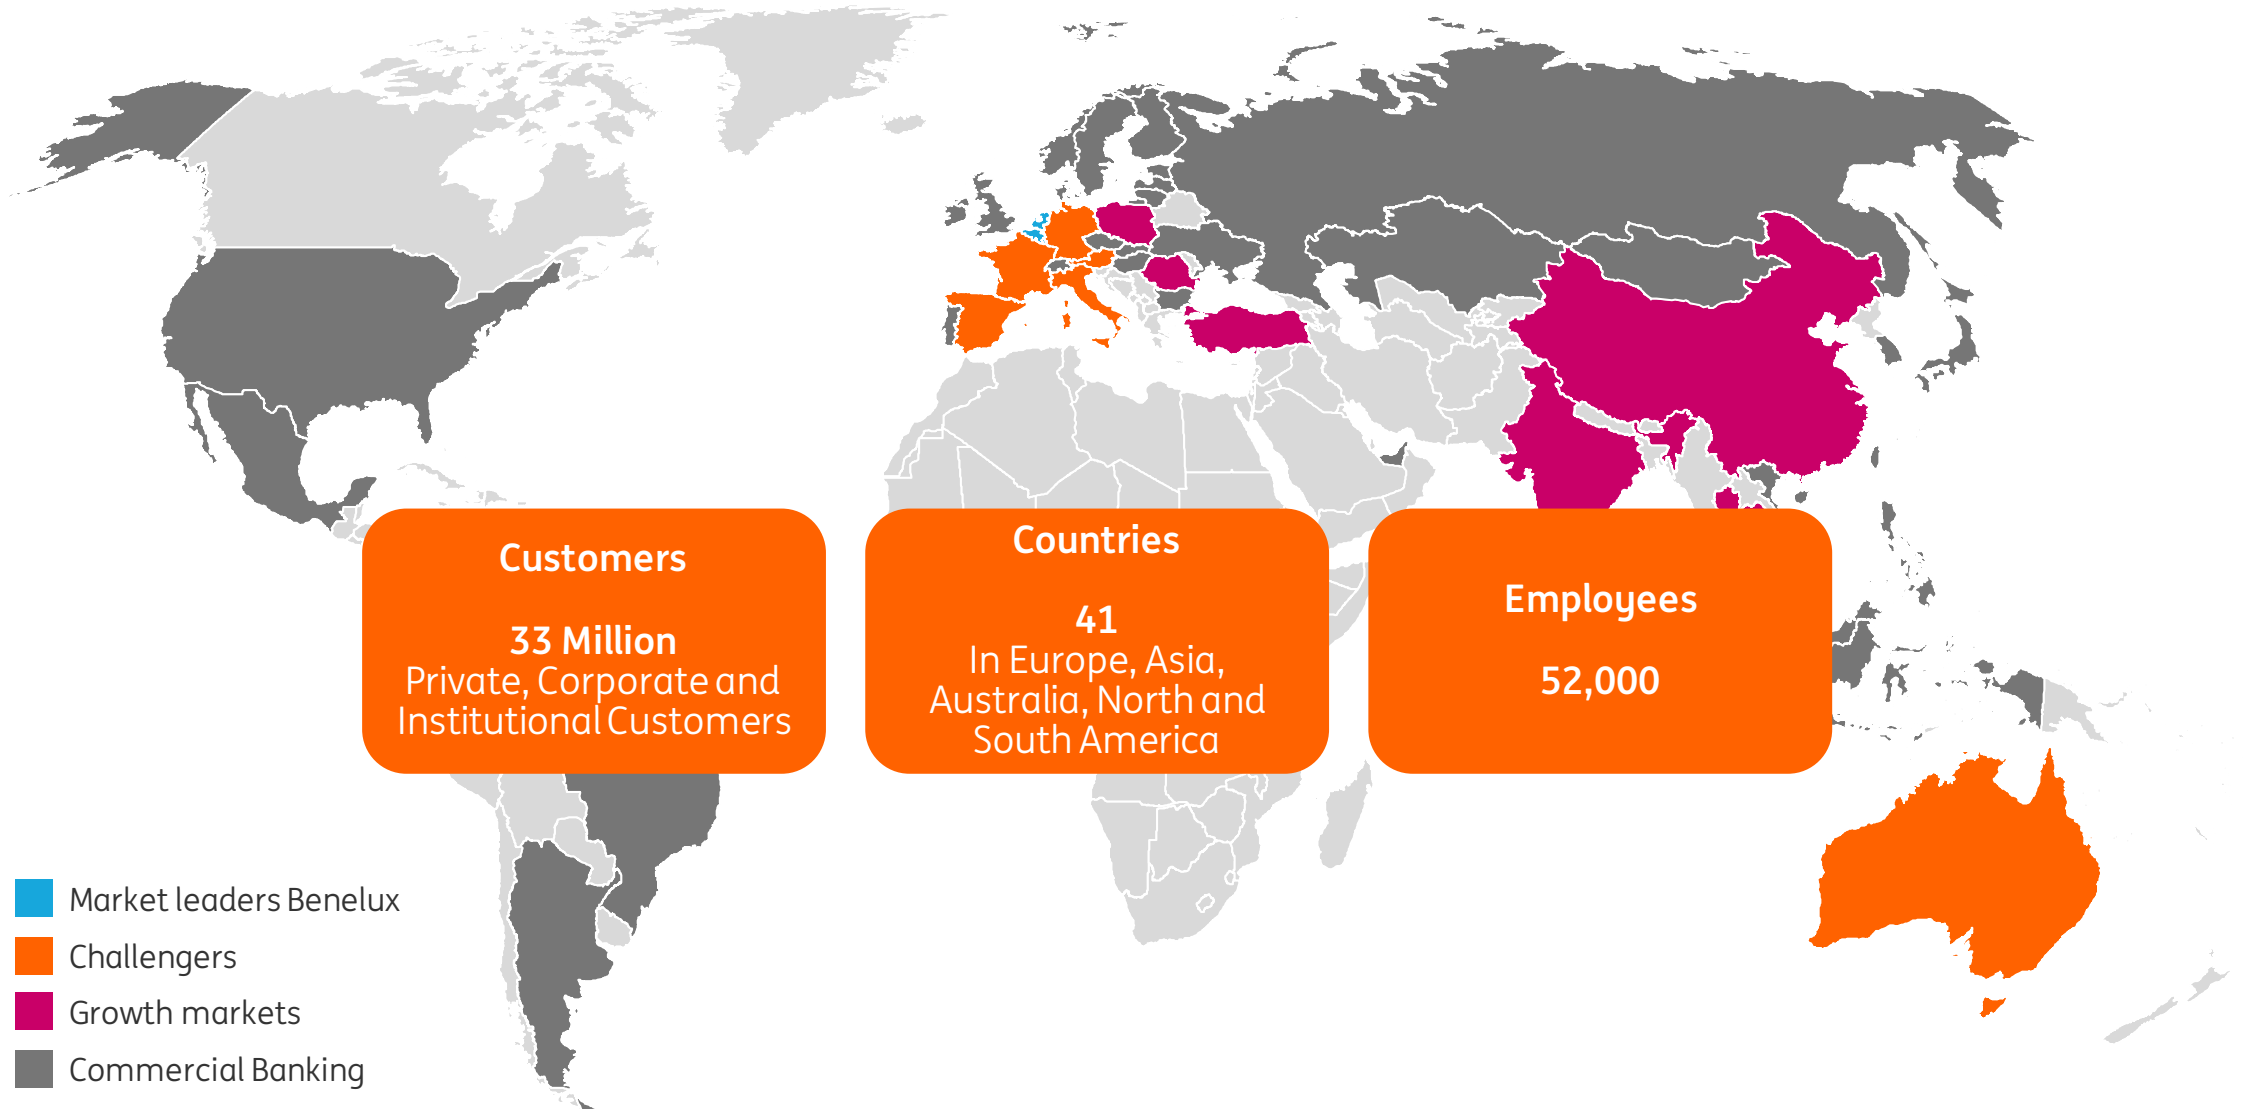 Customers
33 Million
Private, Corporate and
Institutional Customers
Countries
41
In Europe, Asia,
Australia, North and
South America
Employees
52,000
Market leaders Benelux
Challengers
Growth markets
Commercial Banking